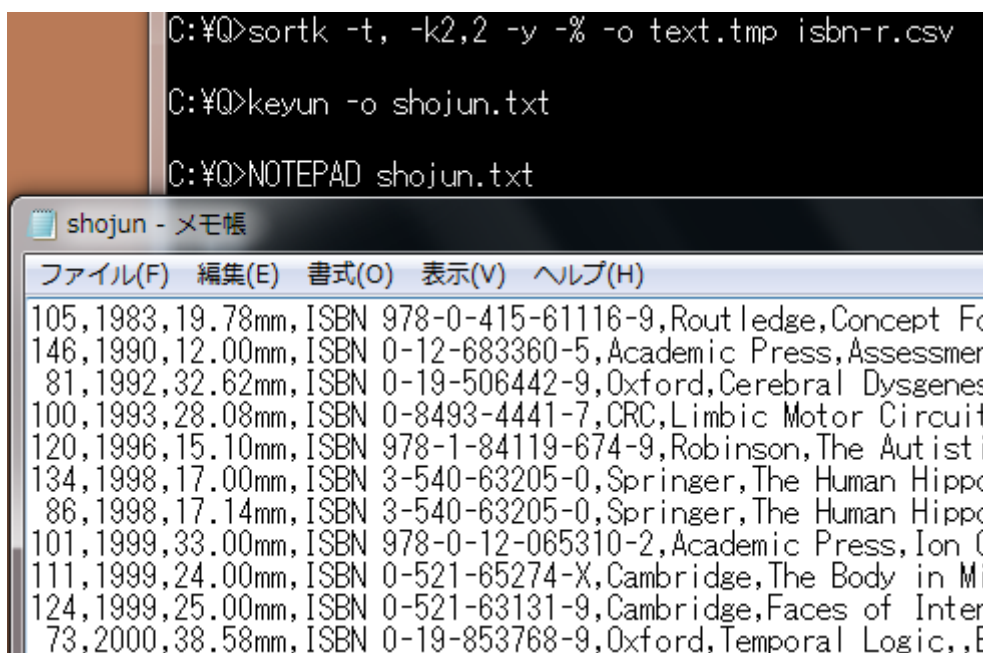 C:¥Q>sortk -t, -k2,2 -y -% -o text.tmp isbn-r.csv
C:¥Q>keyun -o shojun.txt
C:¥Q>NOTEPAD shojun.txt
shojun - メモ帳
ファイル(F) 編集(E) 書式(O) 表示(V) ヘルプ(H)
105,1983,19.78mm,ISBN 978-0-415-61116-9,Routledge,Concept
146,1990,12.00mm,ISBN 0-12-683360-5,Academic Press,
81,1992,32.62mm,ISBN 0-19-506442-9,Oxford,Cerebral
100,1993,28.08mm,ISBN 0-8493-4441-7,CRC,Limbic Motor
120,1996,15.10mm,ISBN 978-1-84119-674-9,Robinson,The
134,1998,17.00mm,ISBN 3-540-63205-0,Springer,The Human
86,1998,17.14mm,ISBN 3-540-63205-0,Springer,The Human
101,1999,33.00mm,ISBN 978-0-12-065310-2,Academic Press,Ion
111,1999,24.00mm,ISBN 0-521-65274-X,Cambridge,The Body in
124,1999,25.00mm,ISBN 0-521-63131-9,Cambridge,Faces of
73,2000,38.58mm,ISBN 0-19-853768-9,Oxford,Temporal Logic,,